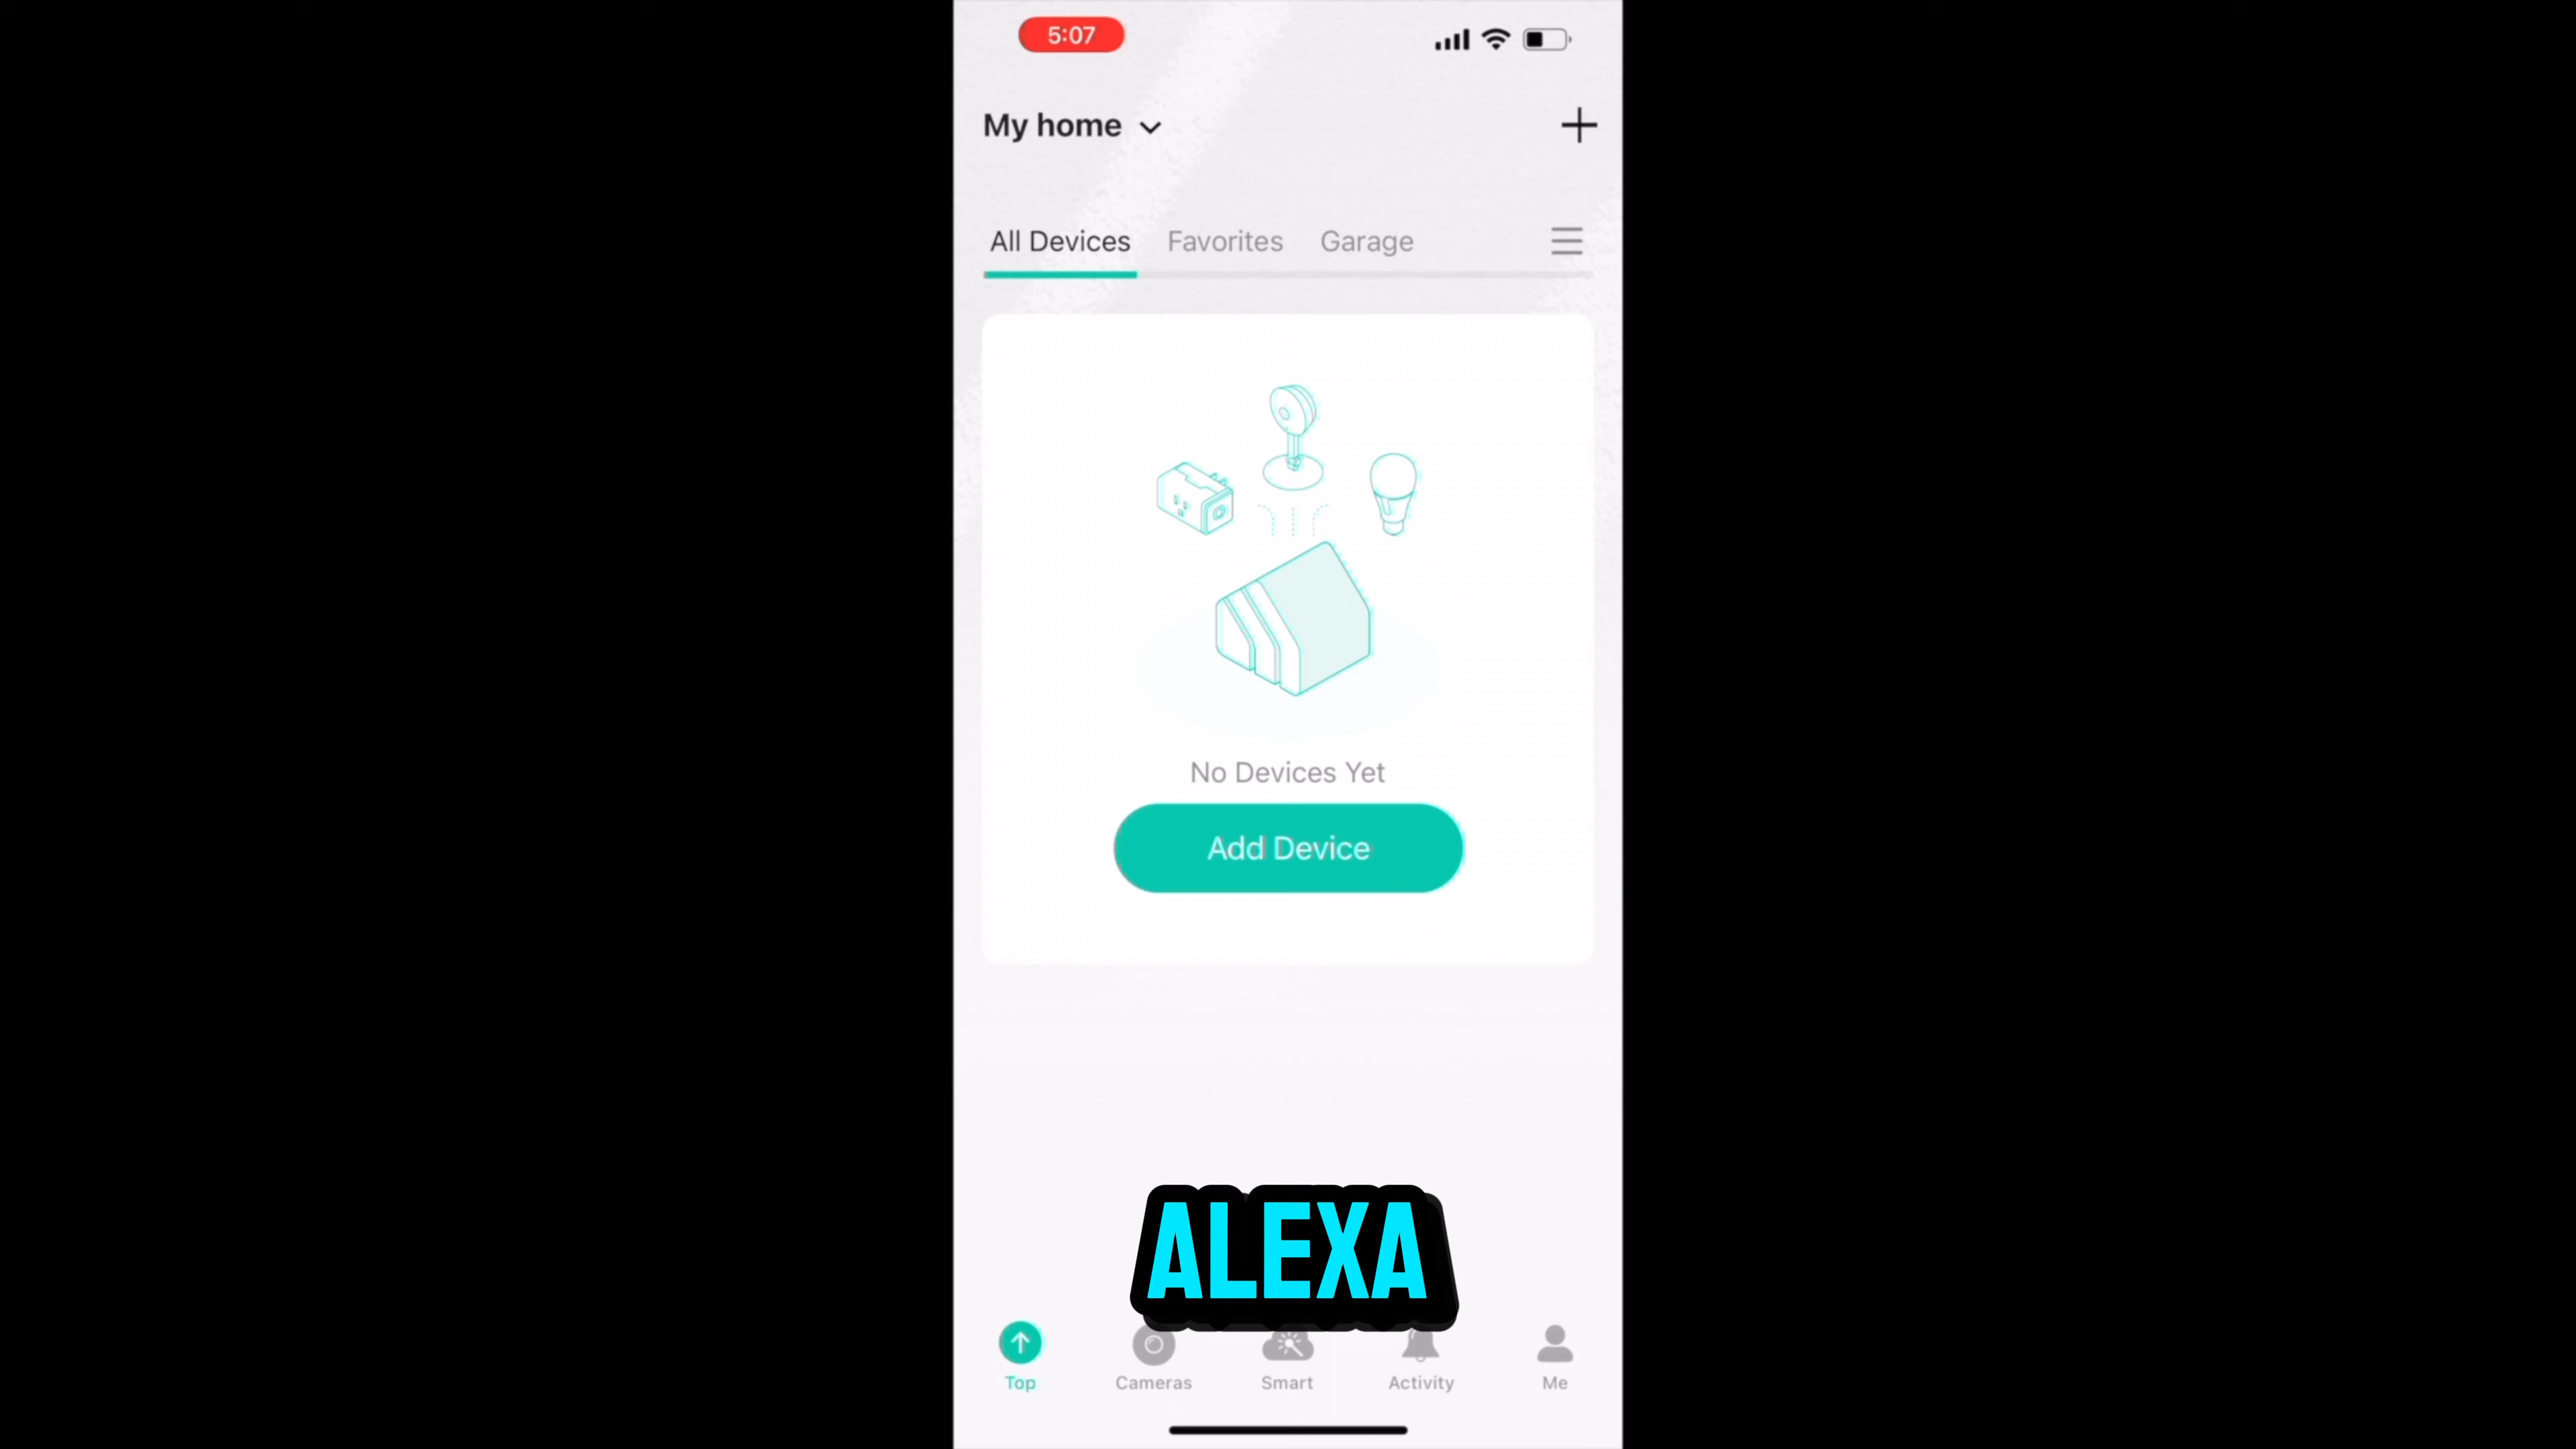 5:07
My home
All Devices Favorites Garage
No Devices Yet
Add Device
ALEXA
Top Cameras Smart Activity Me